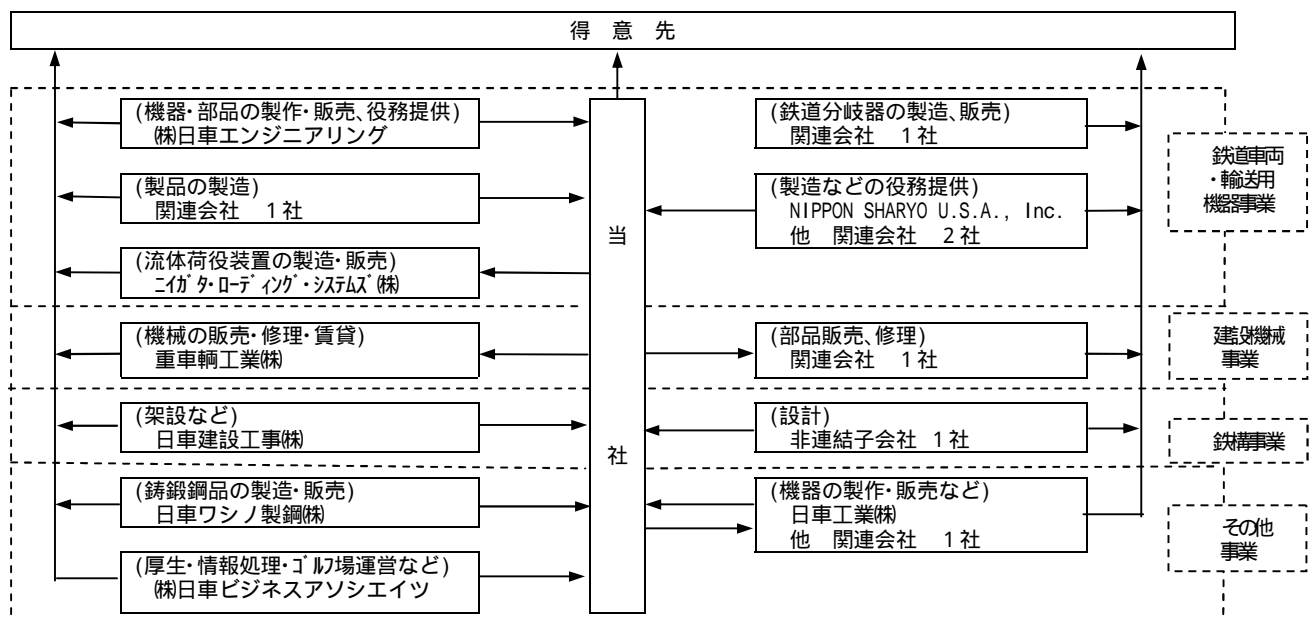 得 意 先
(機器・部品の製作・販売、役務提供)
㈱日車エンジニアリング
(鉄道分岐器の製造、販売)
関連会社 1社
鉄道車両
・輸送用
機器事業
(製品の製造)
関連会社 1社
(製造などの役務提供)
NIPPON SHARYO U.S.A., Inc.
他 関連会社 2社
(流体荷役装置の製造・販売)
ニイガタ・ローディング・システムズ㈱
当
社
(機械の販売・修理・賃貸)
重車輌工業㈱
(部品販売、修理)
関連会社 1社
建設機械
事業
(架設など)
日車建設工事㈱
(設計)
非連結子会社 1社
鉄構事業
(鋳鍛鋼品の製造・販売)
日車ワシノ製鋼㈱
(機器の製作・販売など)
日車工業㈱
他 関連会社 1社
その他
事業
(厚生・情報処理・ゴルフ場運営など)
㈱日車ビジネスアソシエイツ